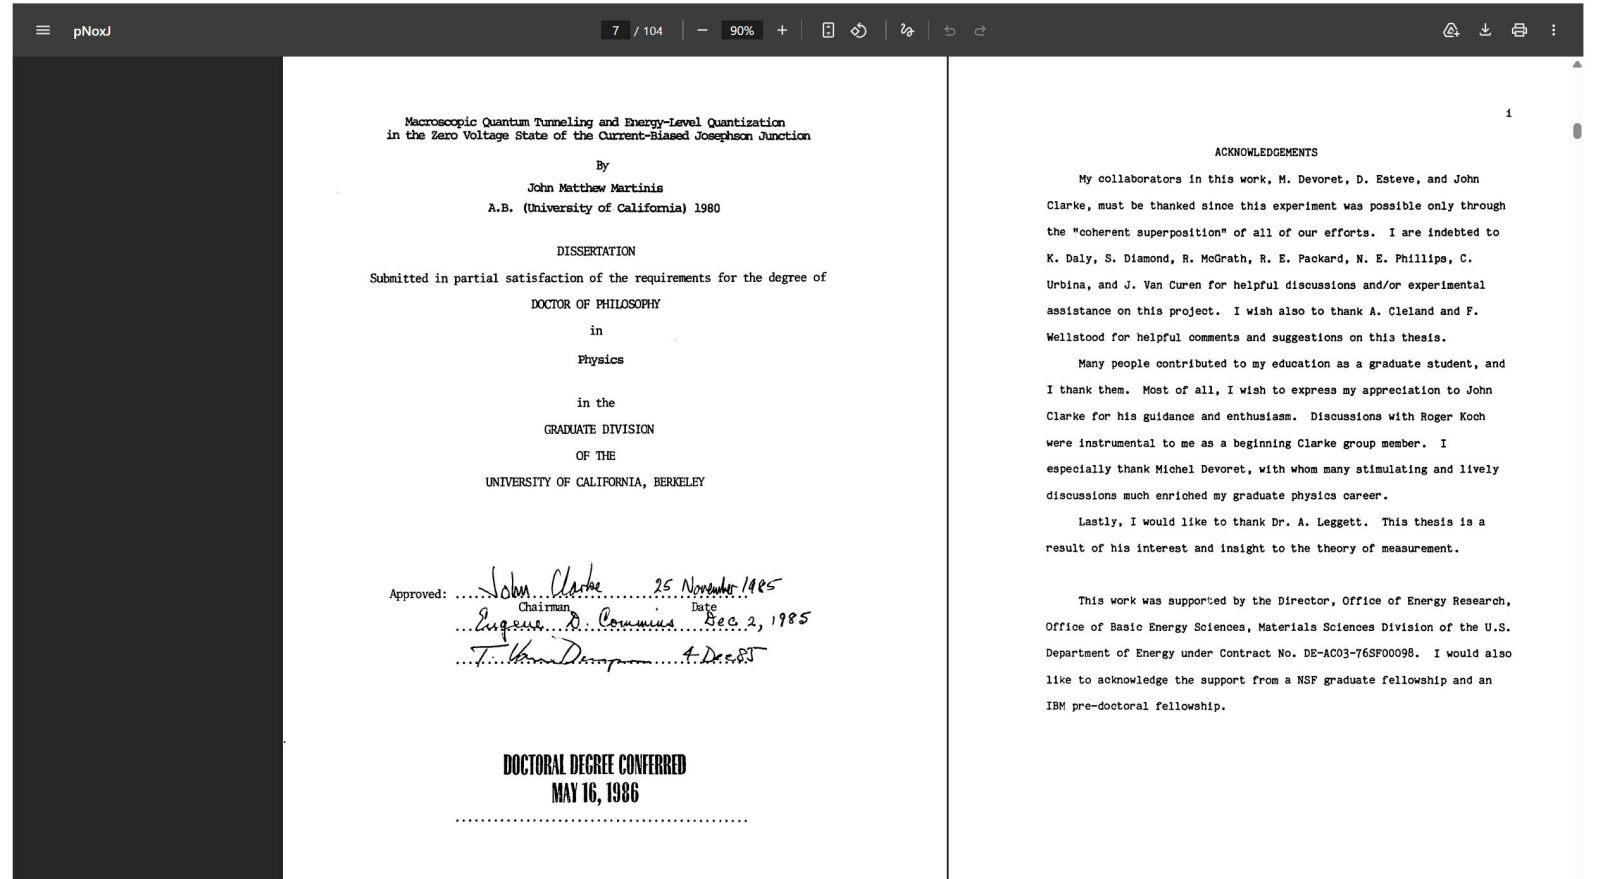 pNoxJ
7 / 104
90%
Macroscopic Quantum Tunneling and Energy-Level Quantization
in the Zero Voltage State of the Current-Biased Josephson Junction
By
John Matthew Martinis
A.B. (University of California) 1980
DISSERTATION
Submitted in partial satisfaction of the requirements for the degree of
DOCTOR OF PHILOSOPHY
in
Physics
in the
GRADUATE DIVISION
OF THE
UNIVERSITY OF CALIFORNIA, BERKELEY
Approved: John Clarke 25 November 1985
Chairman Date
Eugene D. Commins Dec 2, 1985
T. 4 Dec 85
DOCTORAL DEGREE CONFERRED
MAY 16, 1986
i
ACKNOWLEDGEMENTS
My collaborators in this work, M. Devoret, D. Esteve, and John
Clarke, must be thanked since this experiment was possible only through
the "coherent superposition" of all of our efforts. I are indebted to
K. Daly, S. Diamond, R. McGrath, R. E. Packard, N. E. Phillips, C.
Urbina, and J. Van Curen for helpful discussions and/or experimental
assistance on this project. I wish also to thank A. Cleland and F.
Wellstood for helpful comments and suggestions on this thesis.
Many people contributed to my education as a graduate student, and
I thank them. Most of all, I wish to express my appreciation to John
Clarke for his guidance and enthusiasm. Discussions with Roger Koch
were instrumental to me as a beginning Clarke group member. I
especially thank Michel Devoret, with whom many stimulating and lively
discussions much enriched my graduate physics career.
Lastly, I would like to thank Dr. A. Leggett. This thesis is a
result of his interest and insight to the theory of measurement.
This work was supported by the Director, Office of Energy Research,
Office of Basic Energy Sciences, Materials Sciences Division of the U.S.
Department of Energy under Contract No. DE-AC03-76SF00098. I would also
like to acknowledge the support from a NSF graduate fellowship and an
IBM pre-doctoral fellowship.